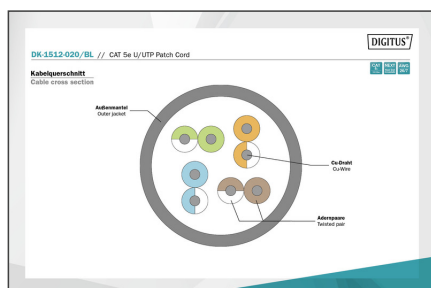 DIGITUS®
DK-1512-020/BL // CAT 5e U/UTP Patch Cord
Kabelquerschnitt
Cable cross section
Außenmantel
Outer jacket
Cu-Draht
Cu-Wire
Adernpaare
Twisted pair